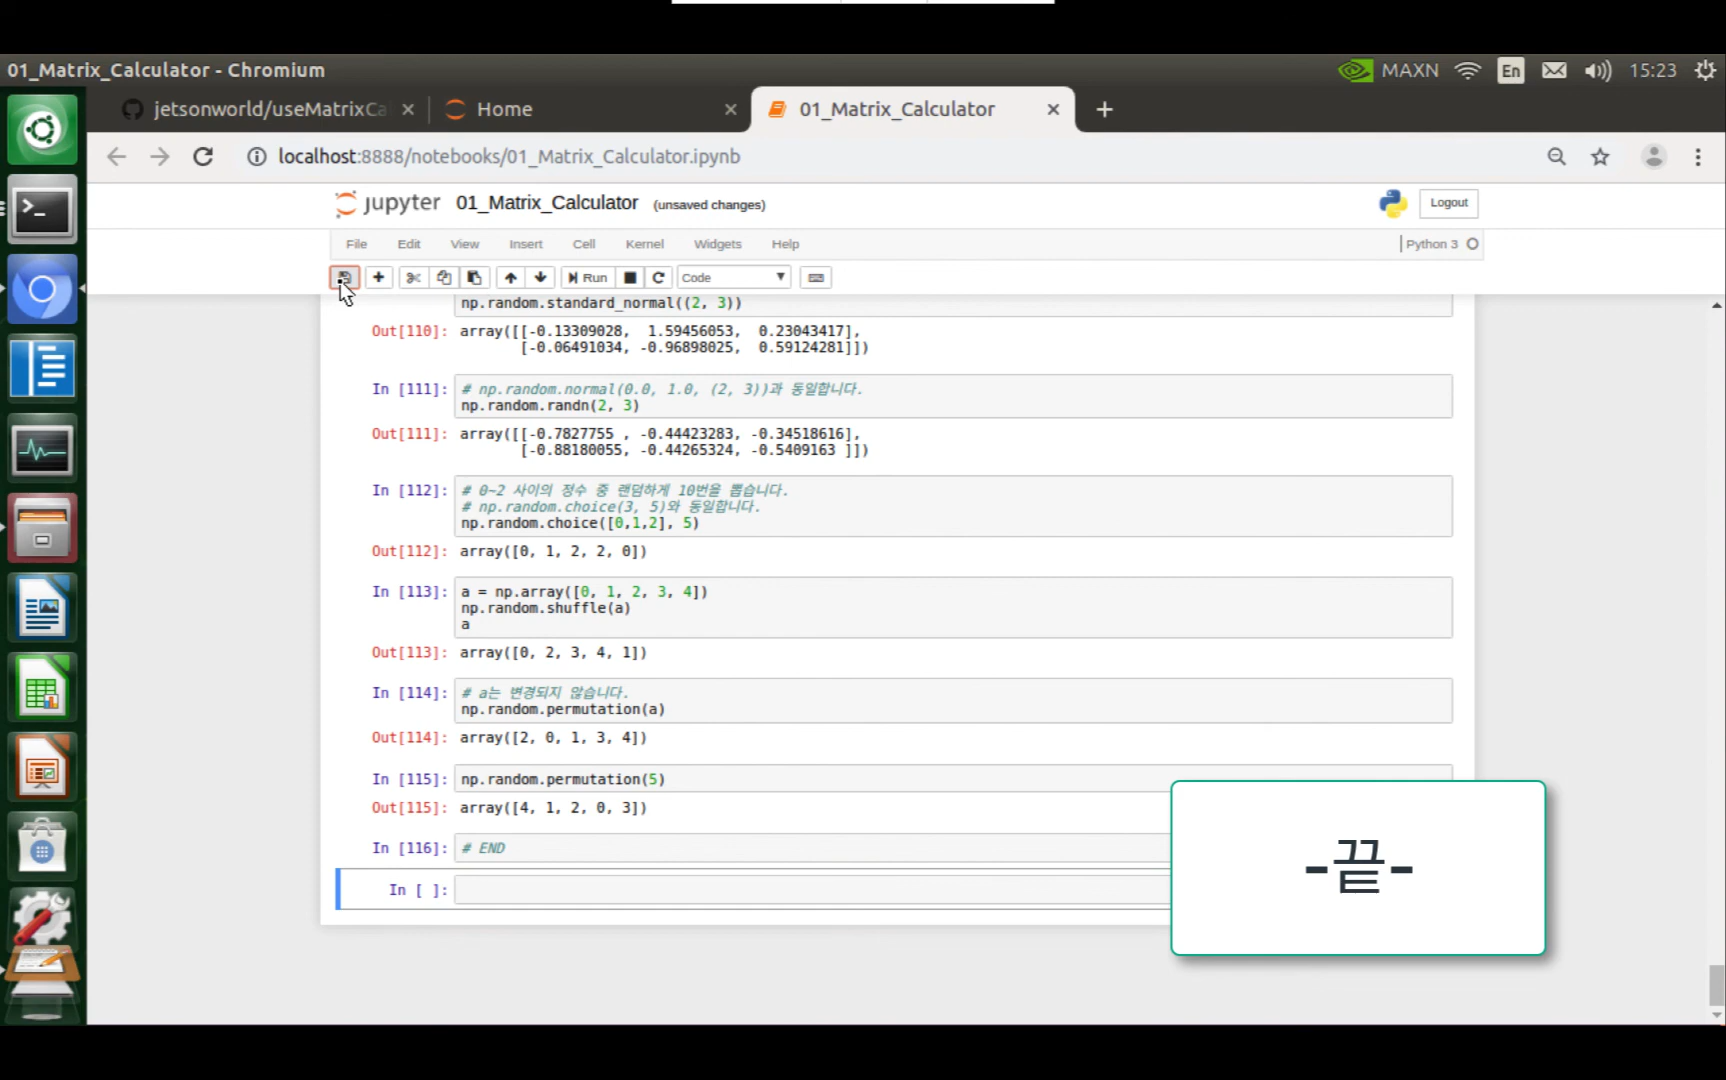 01_Matrix_Calculator - Chromium
MAXN
En
15:23
jetsonworld/useMatrixCa
Home
01_Matrix_Calculator
localhost:8888/notebooks/01_Matrix_Calculator.ipynb
jupyter 01_Matrix_Calculator (unsaved changes)
Logout
File Edit View Insert Cell Kernel Widgets Help
Python 3
Run
Code
np.random.standard_normal((2, 3))
Out[110]: array([[-0.13309028, 1.59456053, 0.23043417],
[-0.06491034, -0.96898025, 0.59124281]])
In [111]: # np.random.normal(0.0, 1.0, (2, 3))과 동일합니다.
np.random.randn(2, 3)
Out[111]: array([[-0.7827755 , -0.44423283, -0.34518616],
[-0.88180055, -0.44265324, -0.5409163 ]])
In [112]: # 0~2 사이의 정수 중 랜덤하게 10번을 뽑습니다.
# np.random.choice(3, 5)와 동일합니다.
np.random.choice([0,1,2], 5)
Out[112]: array([0, 1, 2, 2, 0])
In [113]: a = np.array([0, 1, 2, 3, 4])
np.random.shuffle(a)
a
Out[113]: array([0, 2, 3, 4, 1])
In [114]: # a는 변경되지 않습니다.
np.random.permutation(a)
Out[114]: array([2, 0, 1, 3, 4])
In [115]: np.random.permutation(5)
Out[115]: array([4, 1, 2, 0, 3])
In [116]: # END
In [ ]:
-끝-